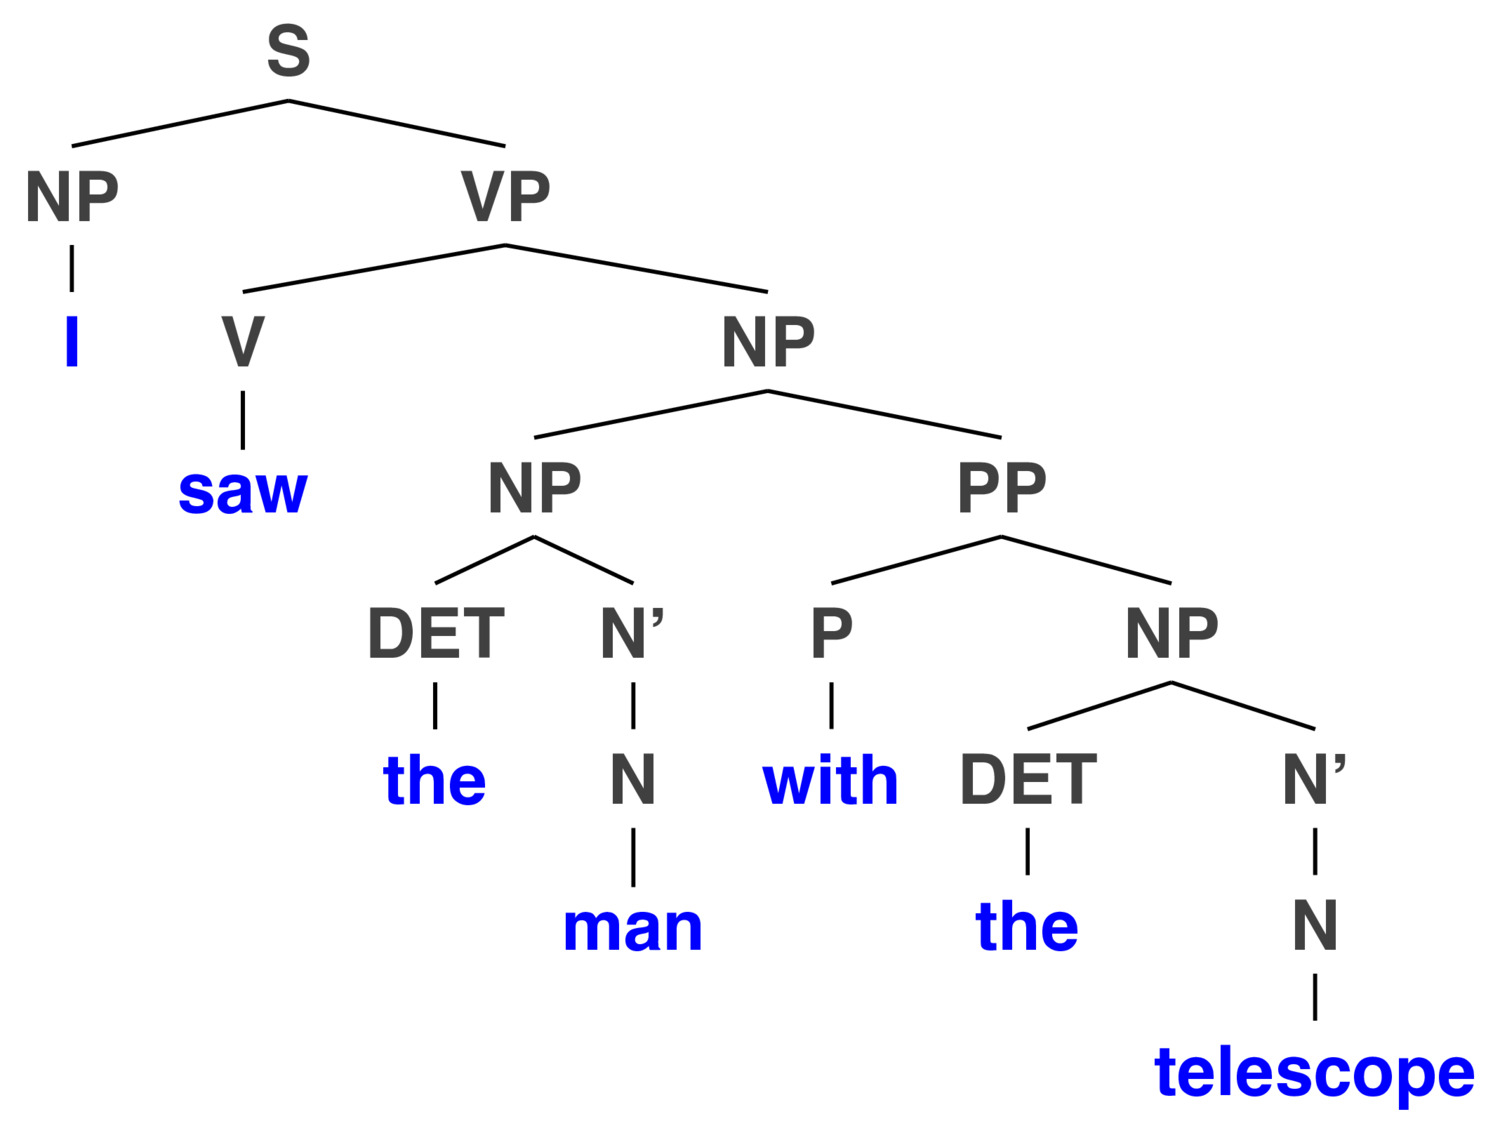 S
NP VP
I V NP
saw NP PP
DET N’ P NP
the N with DET N’
man the N
telescope